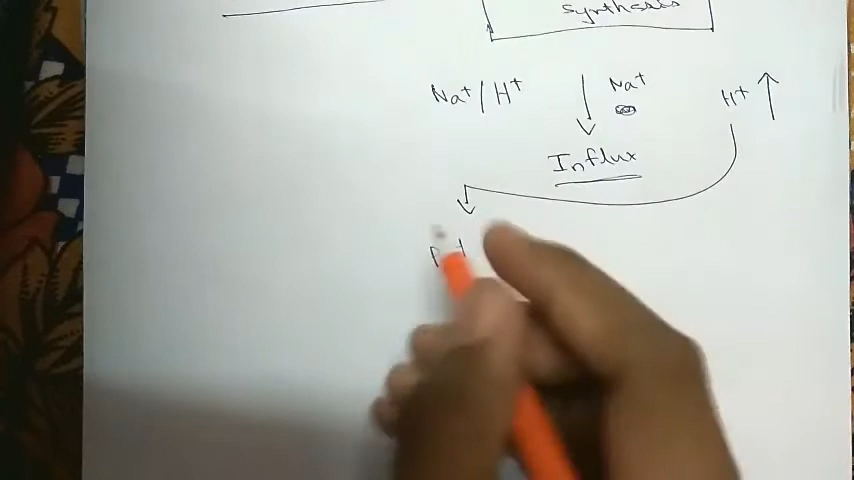 synthesis
Na⁺/H⁺ ↓ Na⁺ H⁺ ↑
Influx